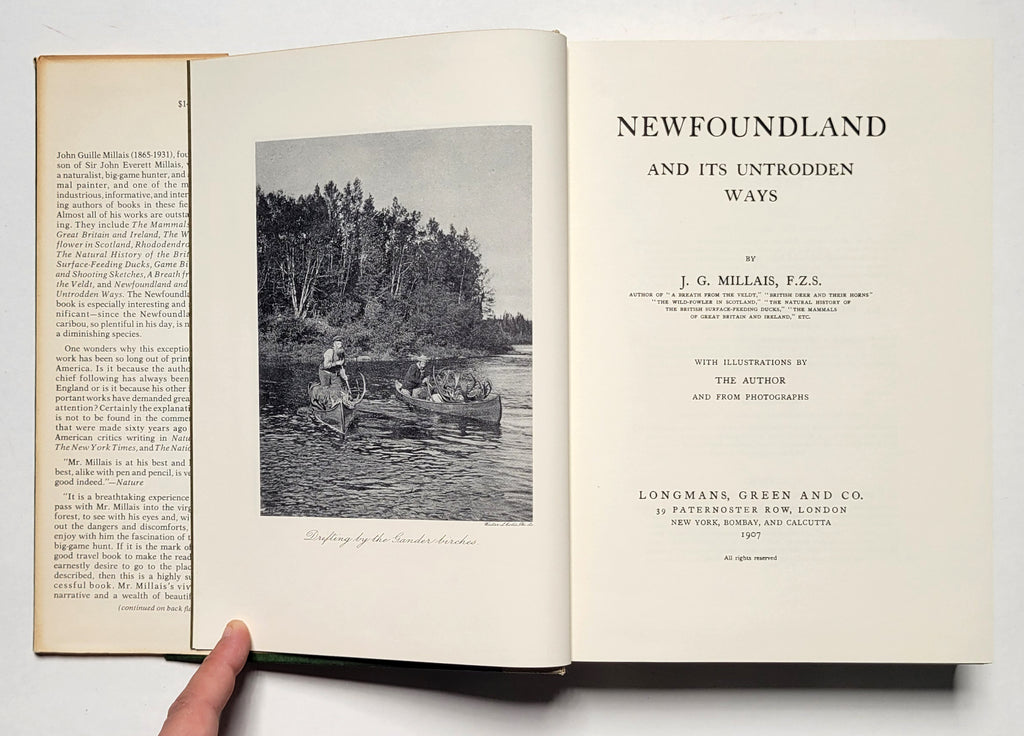 $1
John Guille Millais (1865-1931), fou
son of Sir John Everett Millais,
a naturalist, big-game hunter, and
mal painter, and one of the m
industrious, informative, and inter
ing authors of books in these fie
Almost all of his works are outsta
ing. They include The Mammals
Great Britain and Ireland, The W
flower in Scotland, Rhododendro
The Natural History of the Brit
Surface-Feeding Ducks, Game Bi
and Shooting Sketches, A Breath fr
the Veldt, and Newfoundland and
Untrodden Ways. The Newfoundla
book is especially interesting and
nificant—since the Newfoundla
caribou, so plentiful in his day, is n
a diminishing species.
One wonders why this exceptio
work has been so long out of print
America. Is it because the autho
chief following has always been
England or is it because his other
portant works have demanded grea
attention? Certainly the explanati
is not to be found in the comme
that were made sixty years ago
American critics writing in Natu
The New York Times, and The Natio
"Mr. Millais is at his best and
best, alike with pen and pencil, is ve
good indeed."—Nature
"It is a breathtaking experience
pass with Mr. Millais into the virg
forest, to see with his eyes and, wi
out the dangers and discomforts,
enjoy with him the fascination of t
big-game hunt. If it is the mark of
good travel book to make the read
earnestly desire to go to the plac
described, then this is a highly su
cessful book. Mr. Millais's viv
narrative and a wealth of beautif
(continued on back fla
Drifting by the Gander birches.
NEWFOUNDLAND
AND ITS UNTRODDEN
WAYS
BY
J. G. MILLAIS, F.Z.S.
AUTHOR OF "A BREATH FROM THE VELDT," "BRITISH DEER AND THEIR HORNS"
"THE WILD-FOWLER IN SCOTLAND," "THE NATURAL HISTORY OF
THE BRITISH SURFACE-FEEDING DUCKS," "THE MAMMALS
OF GREAT BRITAIN AND IRELAND," ETC.
WITH ILLUSTRATIONS BY
THE AUTHOR
AND FROM PHOTOGRAPHS
LONGMANS, GREEN AND CO.
39 PATERNOSTER ROW, LONDON
NEW YORK, BOMBAY, AND CALCUTTA
1907
All rights reserved